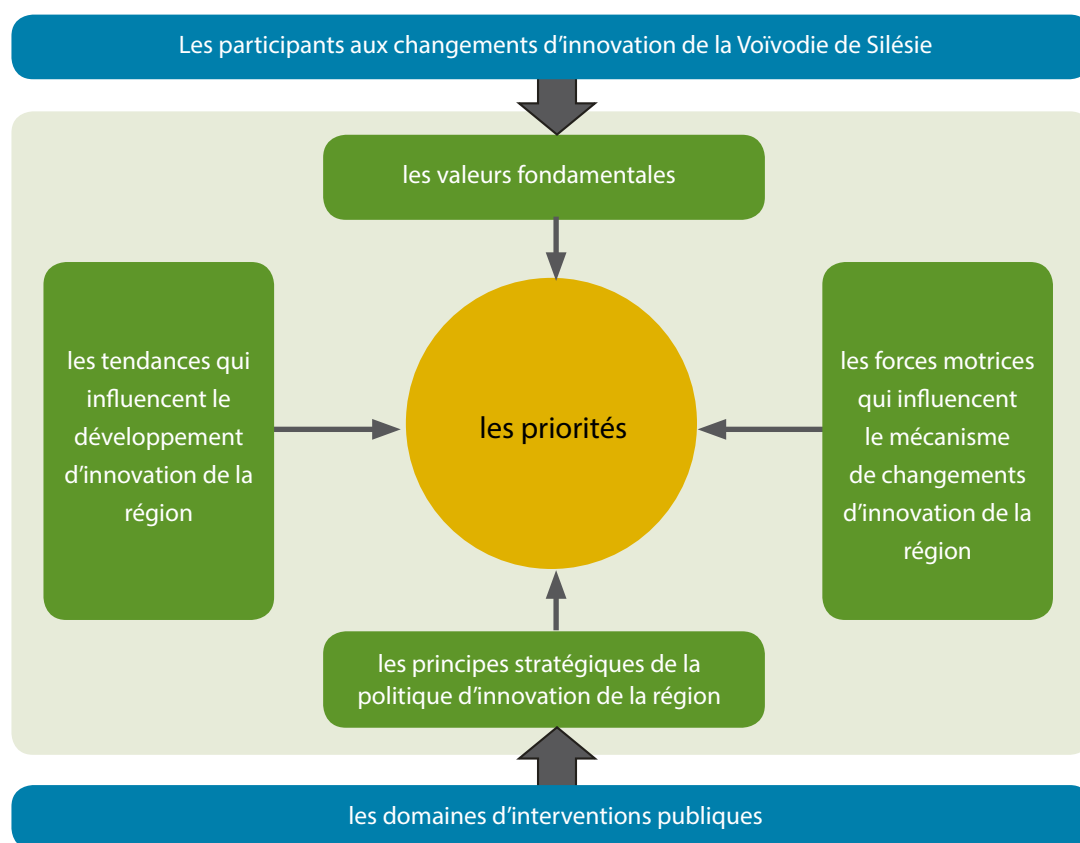 Les participants aux changements d'innovation de la Voïvodie de Silésie
les valeurs fondamentales
les tendances qui
influencent le
développement
d'innovation de la
région
les priorités
les forces motrices
qui influencent
le mécanisme
de changements
d'innovation de la
région
les principes stratégiques de la
politique d'innovation de la région
les domaines d'interventions publiques